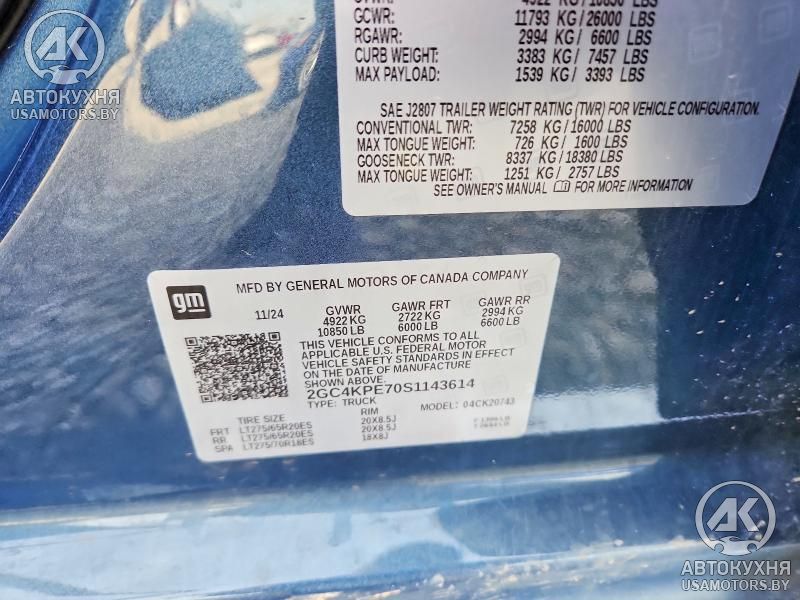 AK
АВТОКУХНЯ
USAMOTORS.BY
GCWR: 11793 KG/26000 LBS
RGAWR: 2994 KG/ 6600 LBS
CURB WEIGHT: 3383 KG/ 7457 LBS
MAX PAYLOAD: 1539 KG/ 3393 LBS
SAE J2807 TRAILER WEIGHT RATING (TWR) FOR VEHICLE CONFIGURATION.
CONVENTIONAL TWR: 7258 KG/16000 LBS
MAX TONGUE WEIGHT: 726 KG/ 1600 LBS
GOOSENECK TWR: 8337 KG/18380 LBS
MAX TONGUE WEIGHT: 1251 KG/ 2757 LBS
SEE OWNER'S MANUAL FOR MORE INFORMATION
gm
MFD BY GENERAL MOTORS OF CANADA COMPANY
11/24 GVWR GAWR FRT GAWR RR
4922 KG 2722 KG 2994 KG
10850 LB 6000 LB 6600 LB
THIS VEHICLE CONFORMS TO ALL
APPLICABLE U.S. FEDERAL MOTOR
VEHICLE SAFETY STANDARDS IN EFFECT
ON THE DATE OF MANUFACTURE
SHOWN ABOVE.
2GC4KPE70S1143614
TYPE: TRUCK MODEL: 04CK20743
TIRE SIZE RIM
FRT LT275/65R20ES 20X8.5J
RR LT275/65R20ES 20X8.5J
SPA LT275/70R18ES 18X8J
AK
АВТОКУХНЯ
USAMOTORS.BY